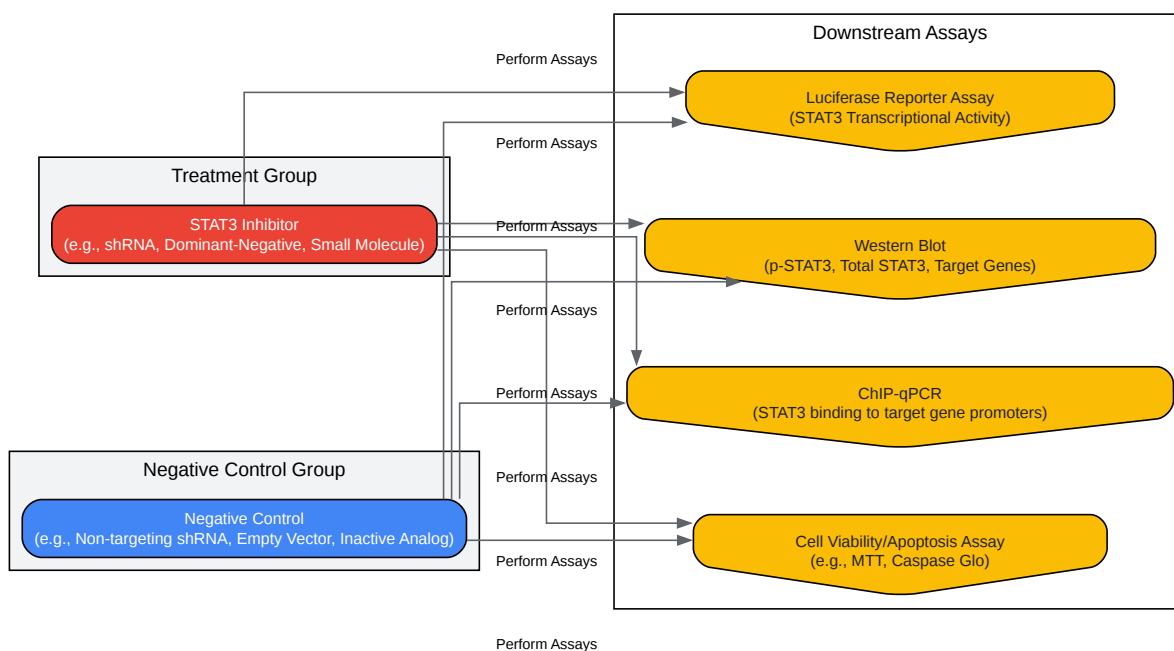 Downstream Assays
Perform Assays
Luciferase Reporter Assay
(STAT3 Transcriptional Activity)
Perform Assays
Treatment Group
STAT3 Inhibitor
(e.g., shRNA, Dominant-Negative, Small Molecule)
Perform Assays
Western Blot
(p-STAT3, Total STAT3, Target Genes)
Perform Assays
Perform Assays
ChIP-qPCR
(STAT3 binding to target gene promoters)
Negative Control Group
Perform Assays
Negative Control
(e.g., Non-targeting shRNA, Empty Vector, Inactive Analog)
Cell Viability/Apoptosis Assay
(e.g., MTT, Caspase Glo)
Perform Assays
Perform Assays